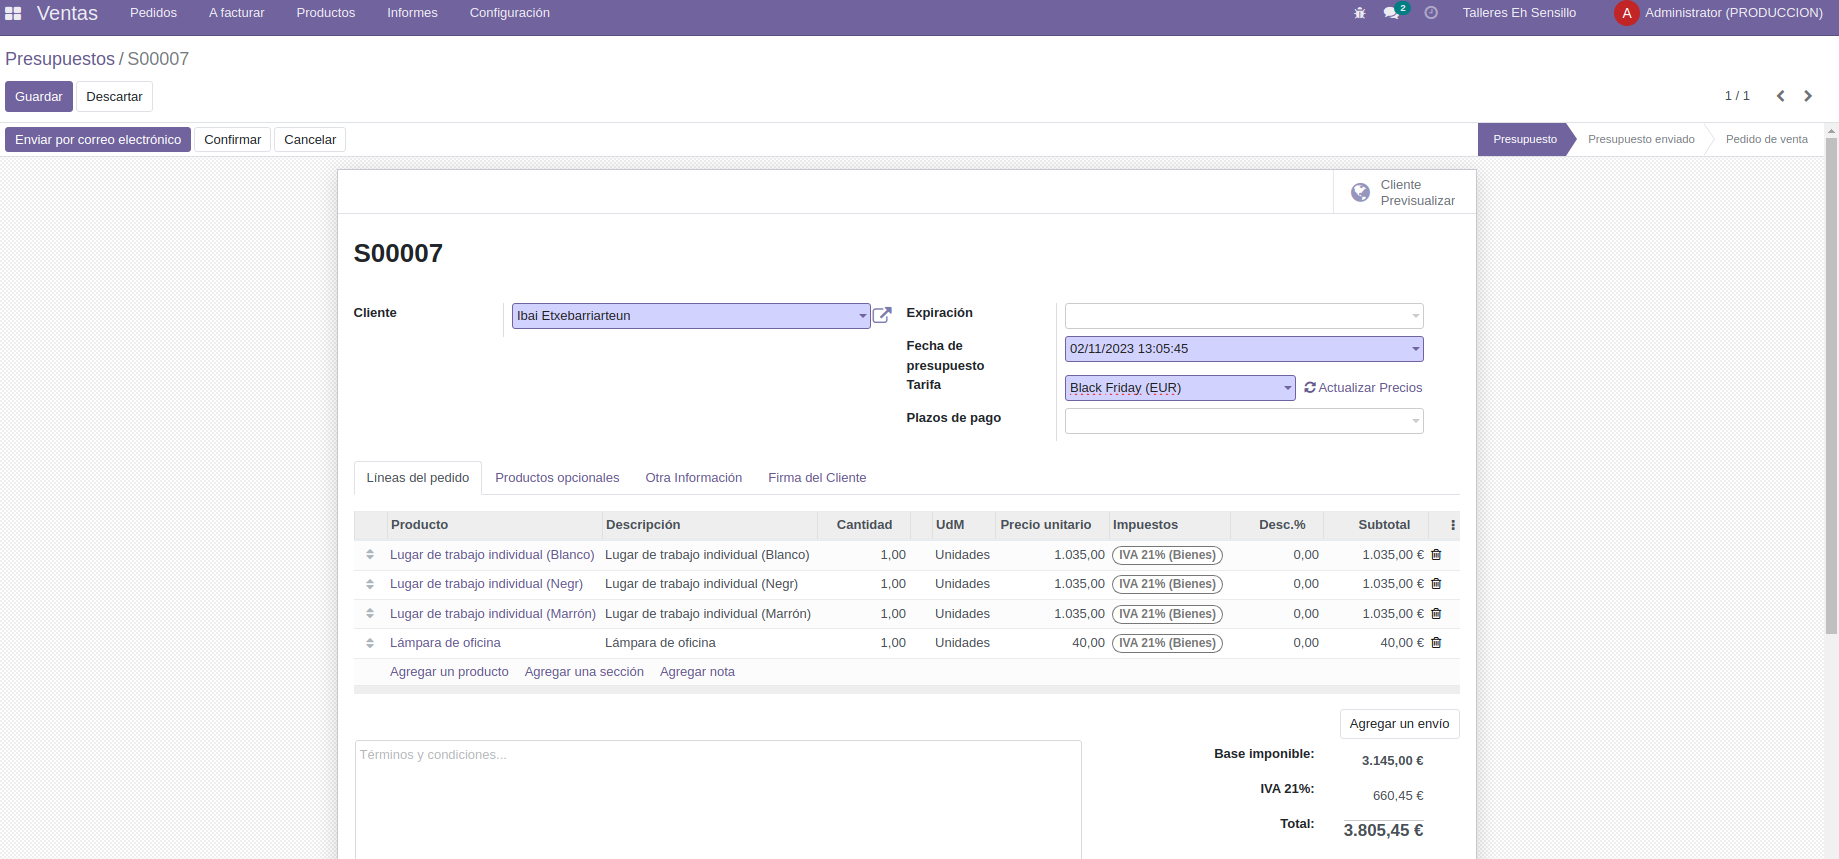 Ventas Pedidos A facturar Productos Informes Configuración 2 Talleres Eh Sensillo A Administrator (PRODUCCION)
Presupuestos / S00007
Guardar Descartar 1 / 1
Enviar por correo electrónico Confirmar Cancelar Presupuesto Presupuesto enviado Pedido de venta
Cliente
Previsualizar
S00007
Cliente Ibai Etxebarriarteun
Expiración
Fecha de presupuesto 02/11/2023 13:05:45
Tarifa Black Friday (EUR) Actualizar Precios
Plazos de pago
Líneas del pedido Productos opcionales Otra Información Firma del Cliente
Producto Descripción Cantidad UdM Precio unitario Impuestos Desc.% Subtotal
Lugar de trabajo individual (Blanco) Lugar de trabajo individual (Blanco) 1,00 Unidades 1.035,00 IVA 21% (Bienes) 0,00 1.035,00 €
Lugar de trabajo individual (Negr) Lugar de trabajo individual (Negr) 1,00 Unidades 1.035,00 IVA 21% (Bienes) 0,00 1.035,00 €
Lugar de trabajo individual (Marrón) Lugar de trabajo individual (Marrón) 1,00 Unidades 1.035,00 IVA 21% (Bienes) 0,00 1.035,00 €
Lámpara de oficina Lámpara de oficina 1,00 Unidades 40,00 IVA 21% (Bienes) 0,00 40,00 €
Agregar un producto Agregar una sección Agregar nota
Agregar un envío
Términos y condiciones...
Base imponible: 3.145,00 €
IVA 21%: 660,45 €
Total: 3.805,45 €